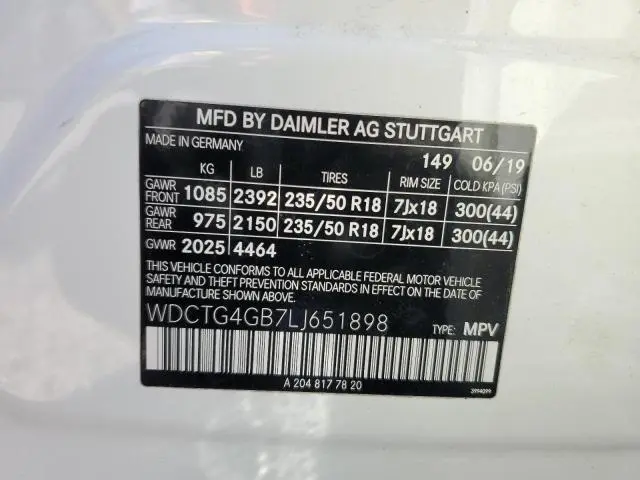 MFD BY DAIMLER AG STUTTGART
MADE IN GERMANY 149 06/19
KG LB TIRES RIM SIZE COLD KPA (PSI)
GAWR FRONT 1085 2392 235/50 R18 7Jx18 300(44)
GAWR REAR 975 2150 235/50 R18 7Jx18 300(44)
GVWR 2025 4464
THIS VEHICLE CONFORMS TO ALL APPLICABLE FEDERAL MOTOR VEHICLE
SAFETY AND THEFT PREVENTION STANDARDS IN EFFECT ON THE DATE OF
MANUFACTURE SHOWN ABOVE.
WDCTG4GB7LJ651898 TYPE: MPV
A 204 817 78 20